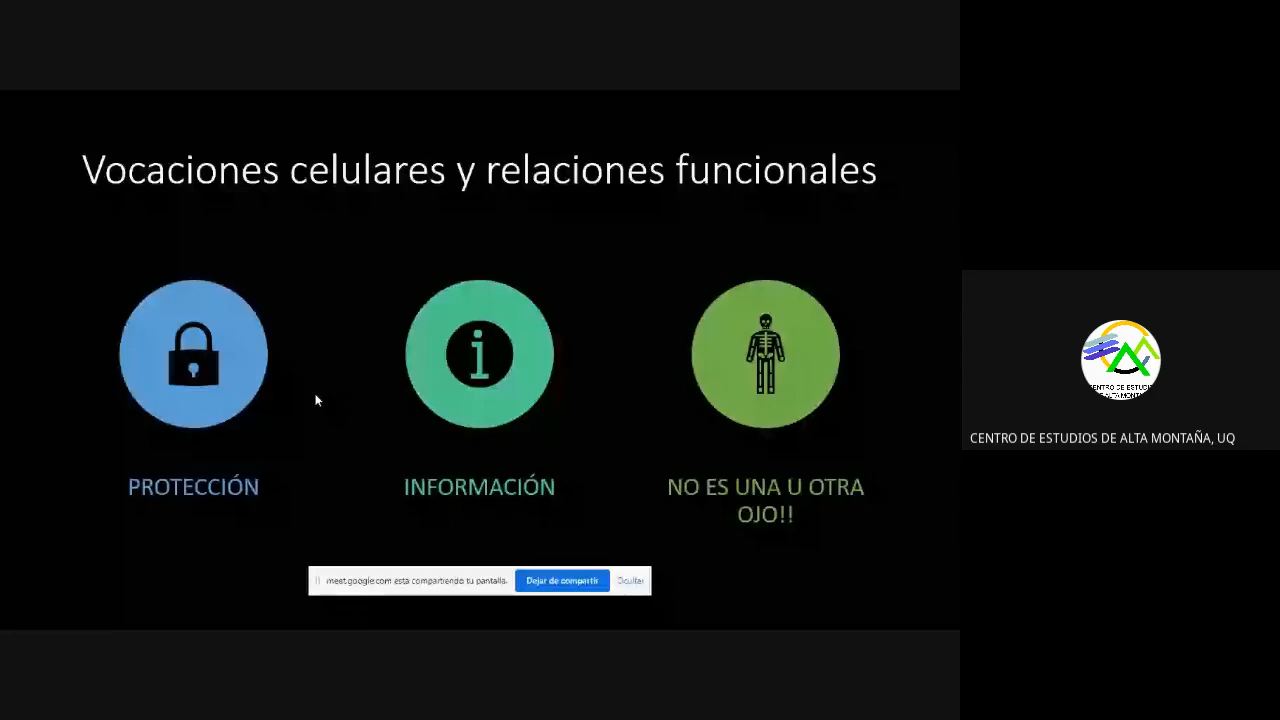 Vocaciones celulares y relaciones funcionales
PROTECCIÓN
INFORMACIÓN
NO ES UNA U OTRA
OJO!!
meet.google.com está compartiendo tu pantalla.
Dejar de compartir
Ocultar
CENTRO DE ESTUDIOS DE ALTA MONTAÑA, UQ